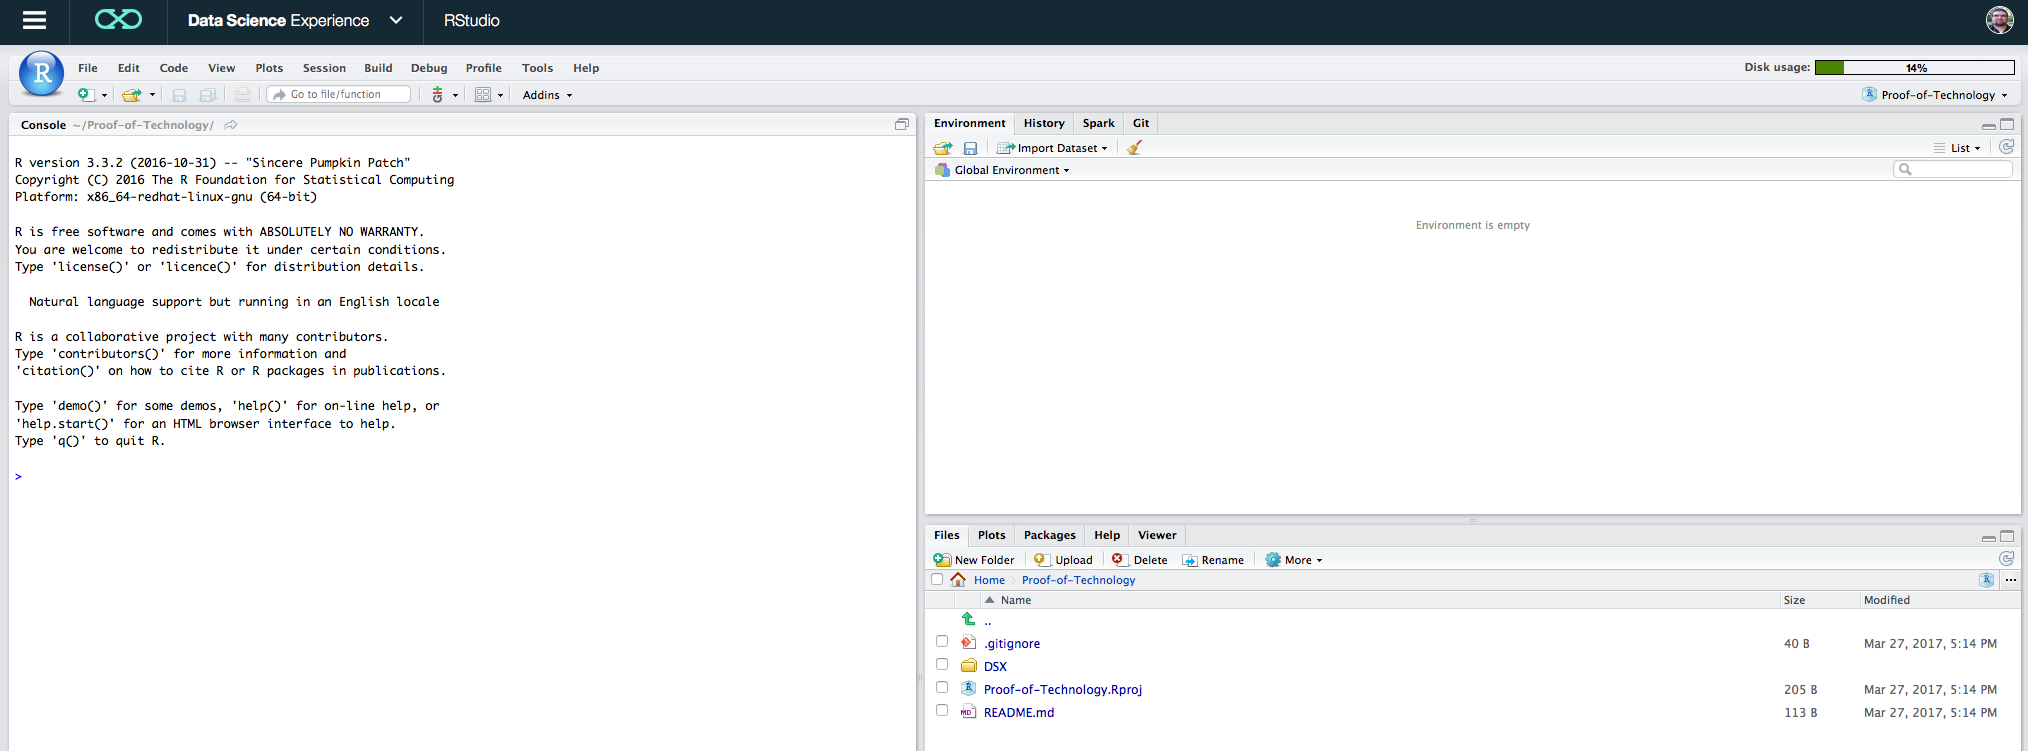 Data Science Experience
RStudio
R
File Edit Code View Plots Session Build Debug Profile Tools Help
Disk usage: 14%
Go to file/function
Addins
Proof-of-Technology
Console ~/Proof-of-Technology/
R version 3.3.2 (2016-10-31) -- "Sincere Pumpkin Patch"
Copyright (C) 2016 The R Foundation for Statistical Computing
Platform: x86_64-redhat-linux-gnu (64-bit)
R is free software and comes with ABSOLUTELY NO WARRANTY.
You are welcome to redistribute it under certain conditions.
Type 'license()' or 'licence()' for distribution details.
Natural language support but running in an English locale
R is a collaborative project with many contributors.
Type 'contributors()' for more information and
'citation()' on how to cite R or R packages in publications.
Type 'demo()' for some demos, 'help()' for on-line help, or
'help.start()' for an HTML browser interface to help.
Type 'q()' to quit R.
>
Environment History Spark Git
Import Dataset
List
Global Environment
Environment is empty
Files Plots Packages Help Viewer
New Folder Upload Delete Rename More
Home Proof-of-Technology
Name Size Modified
..
.gitignore 40 B Mar 27, 2017, 5:14 PM
DSX
Proof-of-Technology.Rproj 205 B Mar 27, 2017, 5:14 PM
README.md 113 B Mar 27, 2017, 5:14 PM